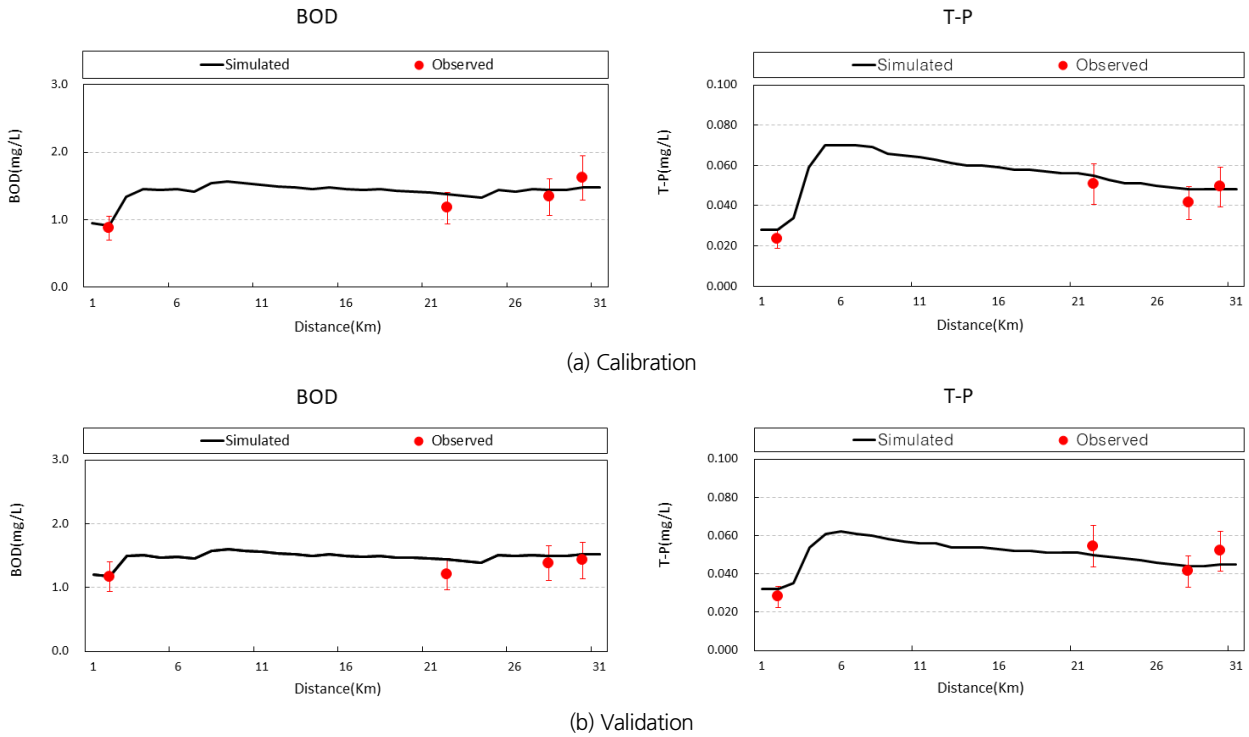 BOD
Simulated Observed
BOD(mg/L)
3.0
2.0
1.0
0.0
1 6 11 16 21 26 31
Distance(Km)
T-P
Simulated Observed
T-P(mg/L)
0.100
0.080
0.060
0.040
0.020
0.000
1 6 11 16 21 26 31
Distance(Km)
(a) Calibration
BOD
Simulated Observed
BOD(mg/L)
3.0
2.0
1.0
0.0
1 6 11 16 21 26 31
Distance(Km)
T-P
Simulated Observed
T-P(mg/L)
0.100
0.080
0.060
0.040
0.020
0.000
1 6 11 16 21 26 31
Distance(Km)
(b) Validation